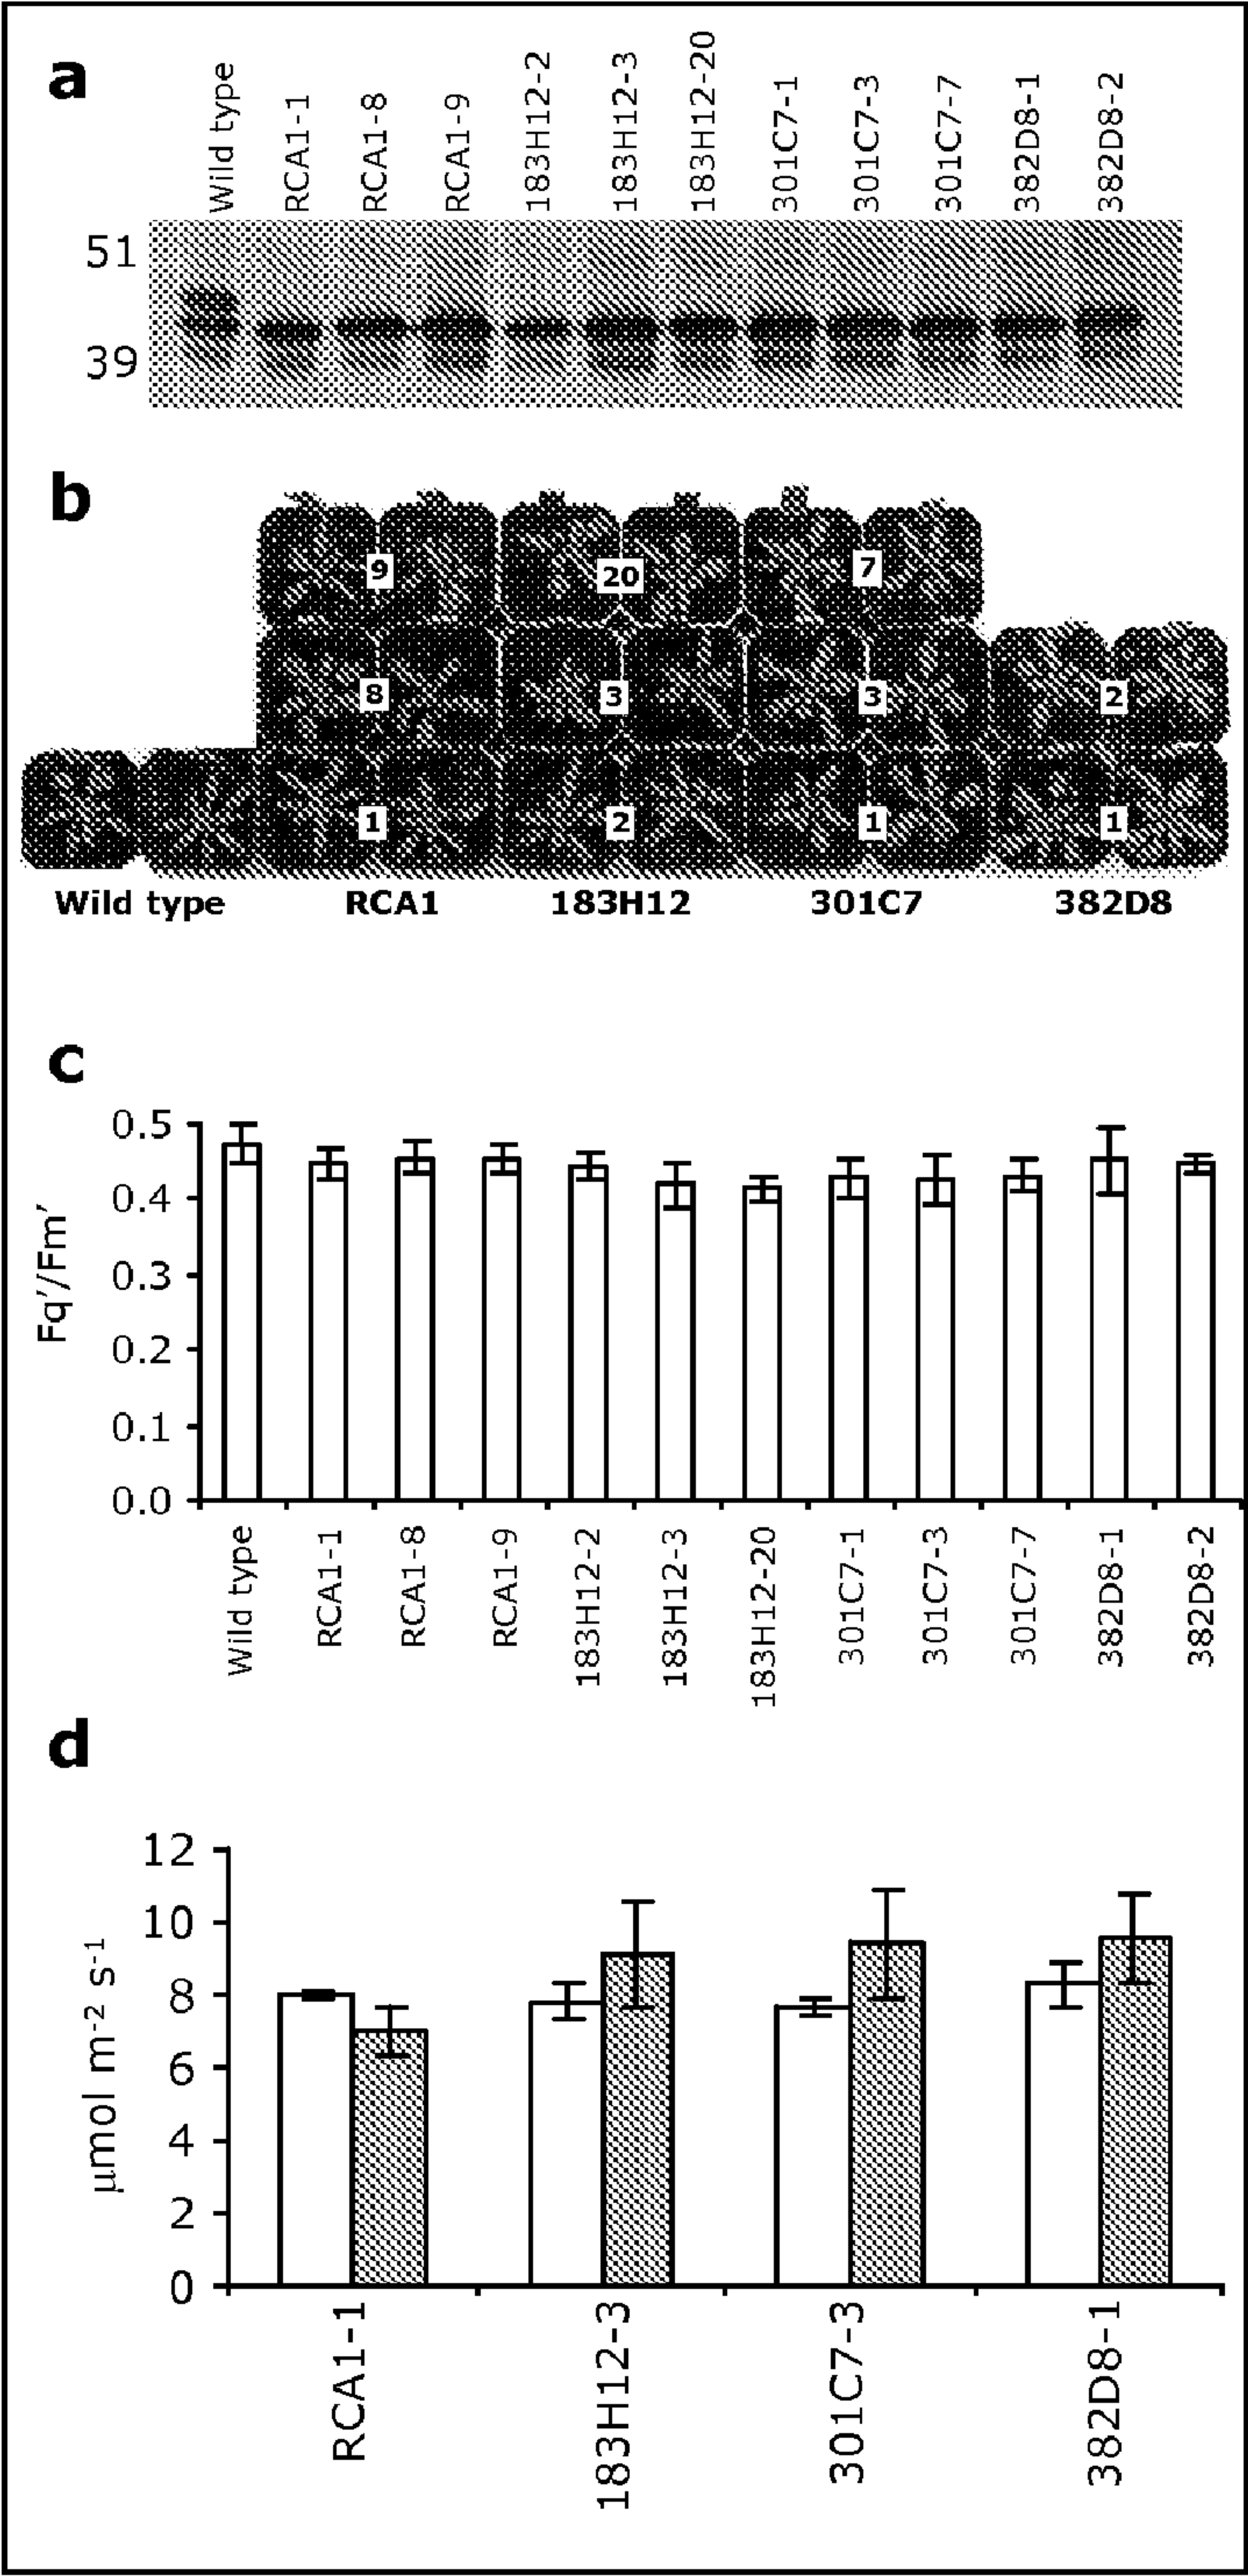 a
Wild type
RCA1-1
RCA1-8
RCA1-9
183H12-2
183H12-3
183H12-20
301C7-1
301C7-3
301C7-7
382D8-1
382D8-2
51
39
b
9
20
7
8
3
3
2
1
2
1
1
Wild type
RCA1
183H12
301C7
382D8
c
Fq'/Fm'
0.5
0.4
0.3
0.2
0.1
0.0
Wild type
RCA1-1
RCA1-8
RCA1-9
183H12-2
183H12-3
183H12-20
301C7-1
301C7-3
301C7-7
382D8-1
382D8-2
d
μmol m-2 s-1
12
10
8
6
4
2
0
RCA1-1
183H12-3
301C7-3
382D8-1